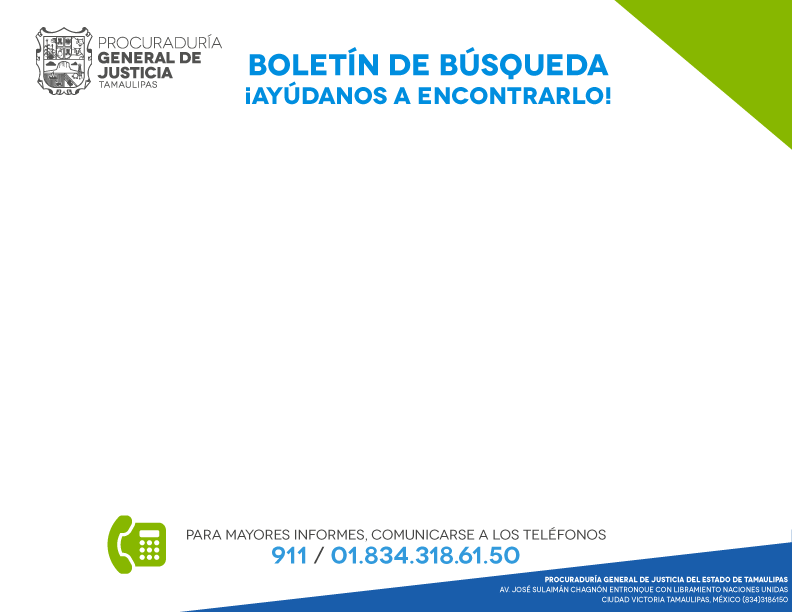 PROCURADURÍA
GENERAL DE
JUSTICIA
TAMAULIPAS
BOLETÍN DE BÚSQUEDA
¡AYÚDANOS A ENCONTRARLO!
PARA MAYORES INFORMES, COMUNICARSE A LOS TELÉFONOS
911 / 01.834.318.61.50
PROCURADURÍA GENERAL DE JUSTICIA DEL ESTADO DE TAMAULIPAS
AV. JOSÉ SULAIMÁN CHAGNÓN ENTRONQUE CON LIBRAMIENTO NACIONES UNIDAS
CIUDAD VICTORIA TAMAULIPAS, MÉXICO (834)3186150